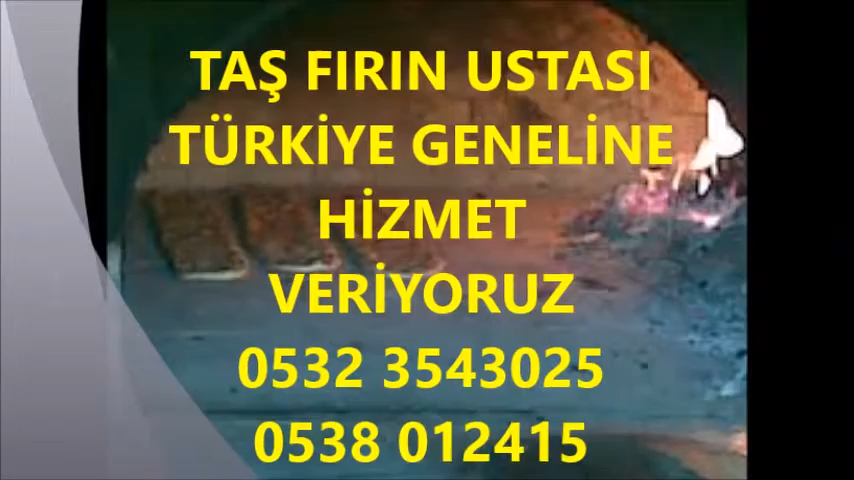 TAŞ FIRIN USTASI
TÜRKİYE GENELİNE
HİZMET
VERİYORUZ
0532 3543025
0538 012415